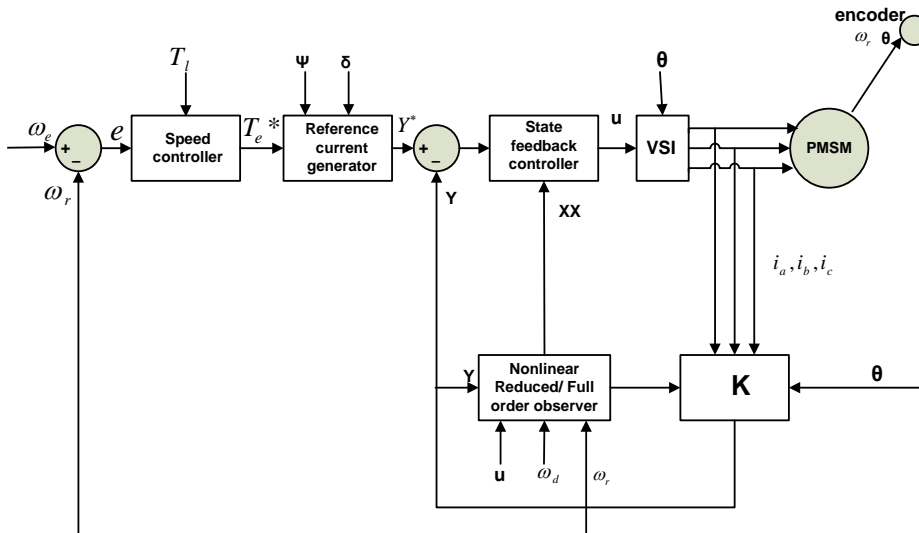 encoder
ω_r θ
T_l
Ψ
δ
θ
ω_e
+
−
e
Speed
controller
T_e*
Reference
current
generator
Y*
+
−
State
feedback
controller
u
VSI
PMSM
ω_r
Y
XX
i_a, i_b, i_c
Y
Nonlinear
Reduced/ Full
order observer
K
θ
u
ω_d
ω_r